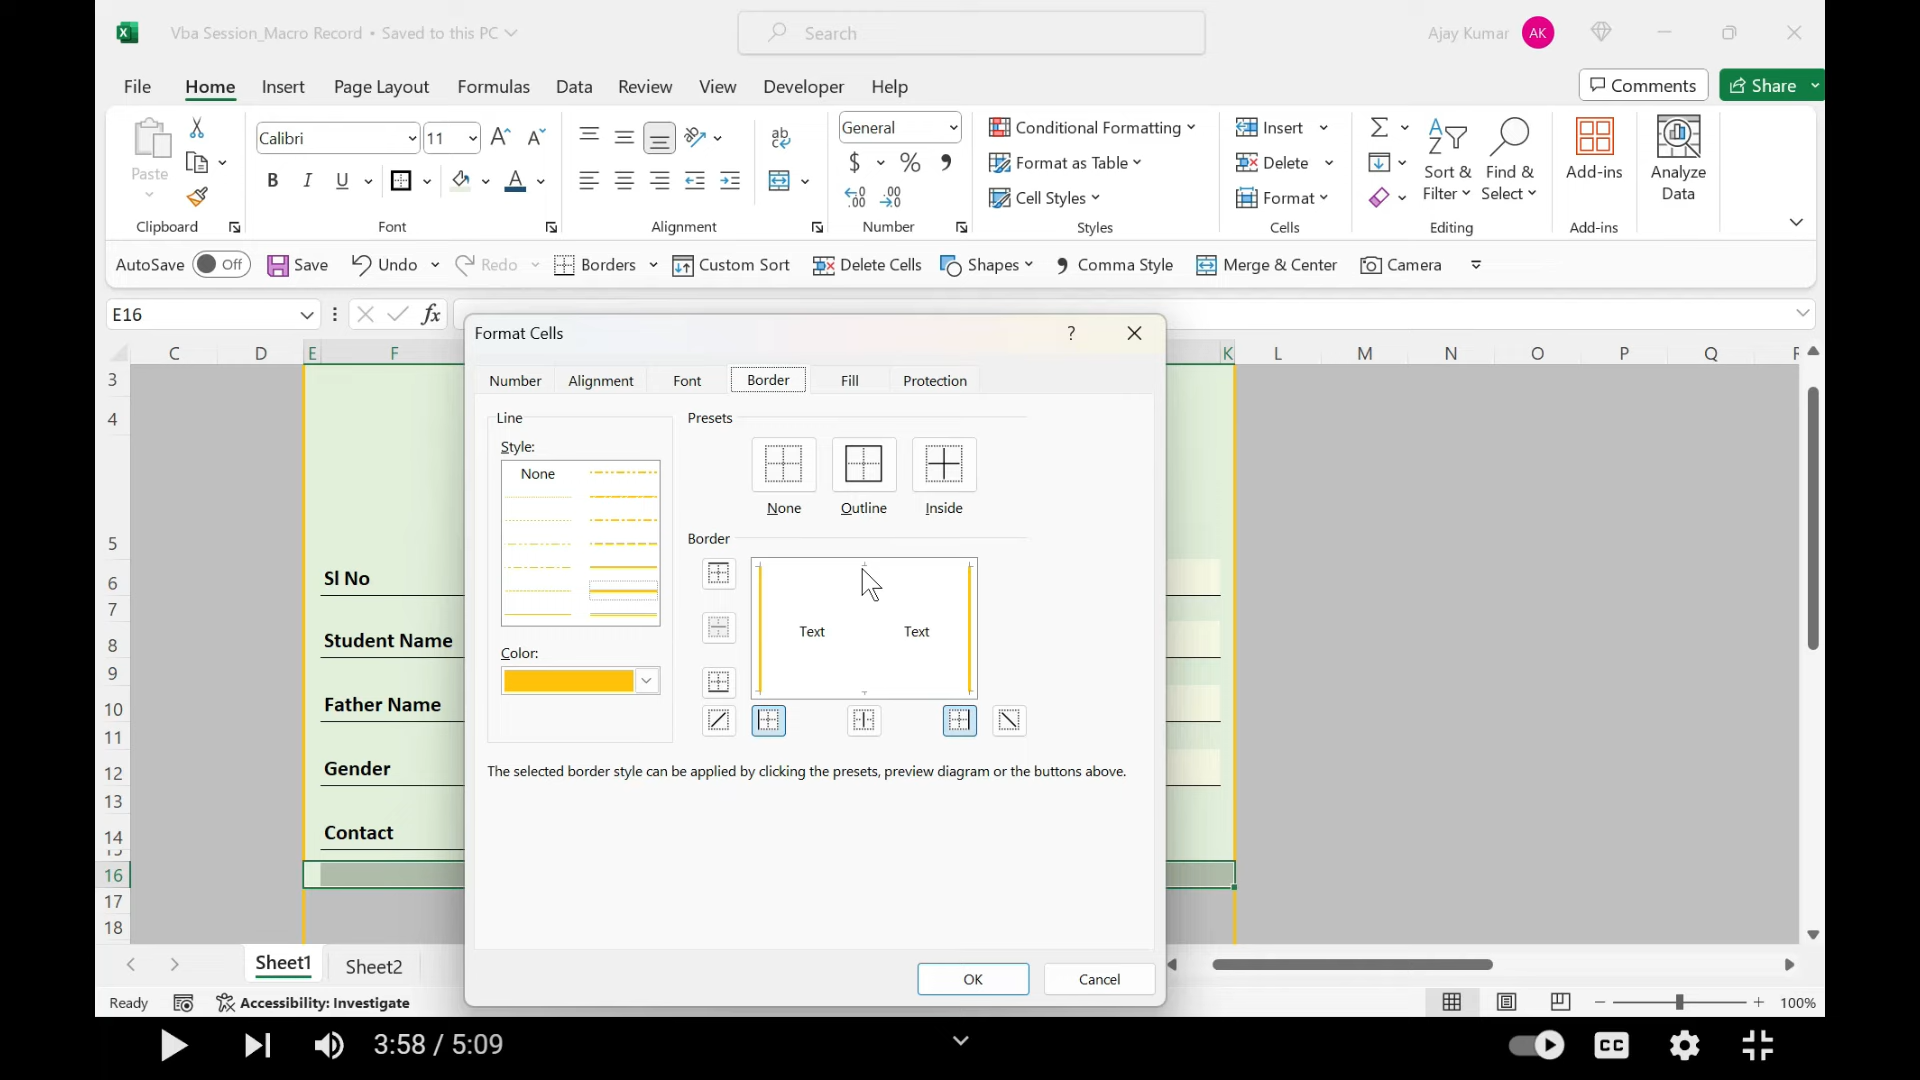 Vba Session_Macro Record • Saved to this PC
Search
Ajay Kumar
AK
File
Home
Insert
Page Layout
Formulas
Data
Review
View
Developer
Help
Comments
Share
Paste
Clipboard
Calibri
11
B
I
U
A
Font
ab
Alignment
General
$
%
Number
Conditional Formatting
Format as Table
Cell Styles
Styles
Insert
Delete
Format
Cells
Sort &
Filter
Find &
Select
Editing
Add-ins
Add-ins
Analyze
Data
AutoSave
Off
Save
Undo
Redo
Borders
Custom Sort
Delete Cells
Shapes
Comma Style
Merge & Center
Camera
E16
fx
C
D
E
F
K
L
M
N
O
P
Q
3
4
5
6
7
8
9
10
11
12
13
14
16
17
18
Sl No
Student Name
Father Name
Gender
Contact
Format Cells
?
Number
Alignment
Font
Border
Fill
Protection
Line
Style:
None
Color:
Presets
None
Outline
Inside
Border
Text
Text
The selected border style can be applied by clicking the presets, preview diagram or the buttons above.
OK
Cancel
Sheet1
Sheet2
Ready
Accessibility: Investigate
100%
3:58 / 5:09
CC